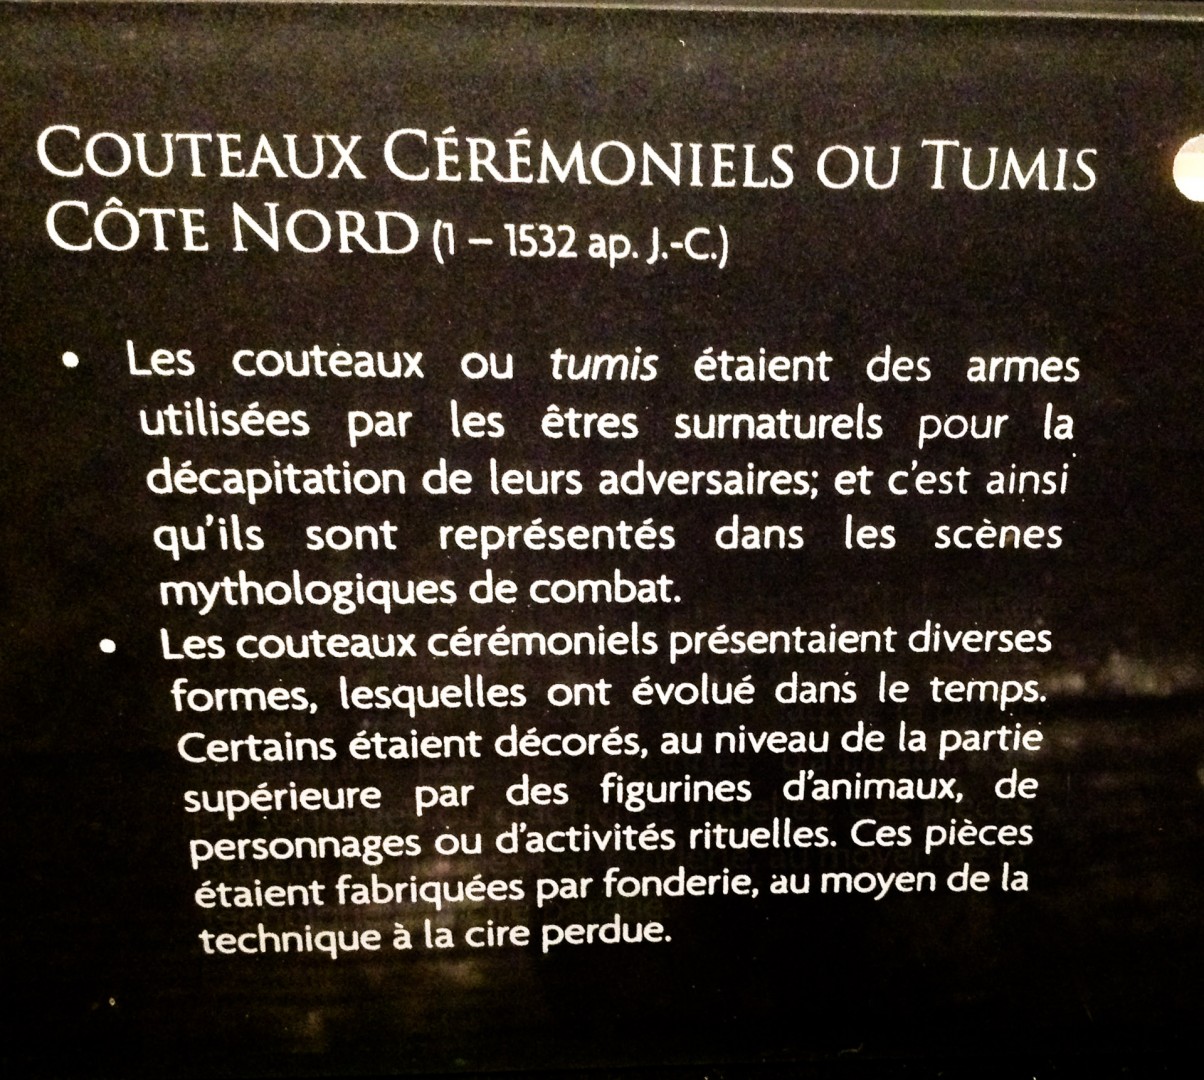 COUTEAUX CÉRÉMONIELS OU TUMIS
CÔTE NORD (1 – 1532 ap. J.-C.)
• Les couteaux ou tumis étaient des armes
utilisées par les êtres surnaturels pour la
décapitation de leurs adversaires; et c'est ainsi
qu'ils sont représentés dans les scènes
mythologiques de combat.
• Les couteaux cérémoniels présentaient diverses
formes, lesquelles ont évolué dans le temps.
Certains étaient décorés, au niveau de la partie
supérieure par des figurines d'animaux, de
personnages ou d'activités rituelles. Ces pièces
étaient fabriquées par fonderie, au moyen de la
technique à la cire perdue.